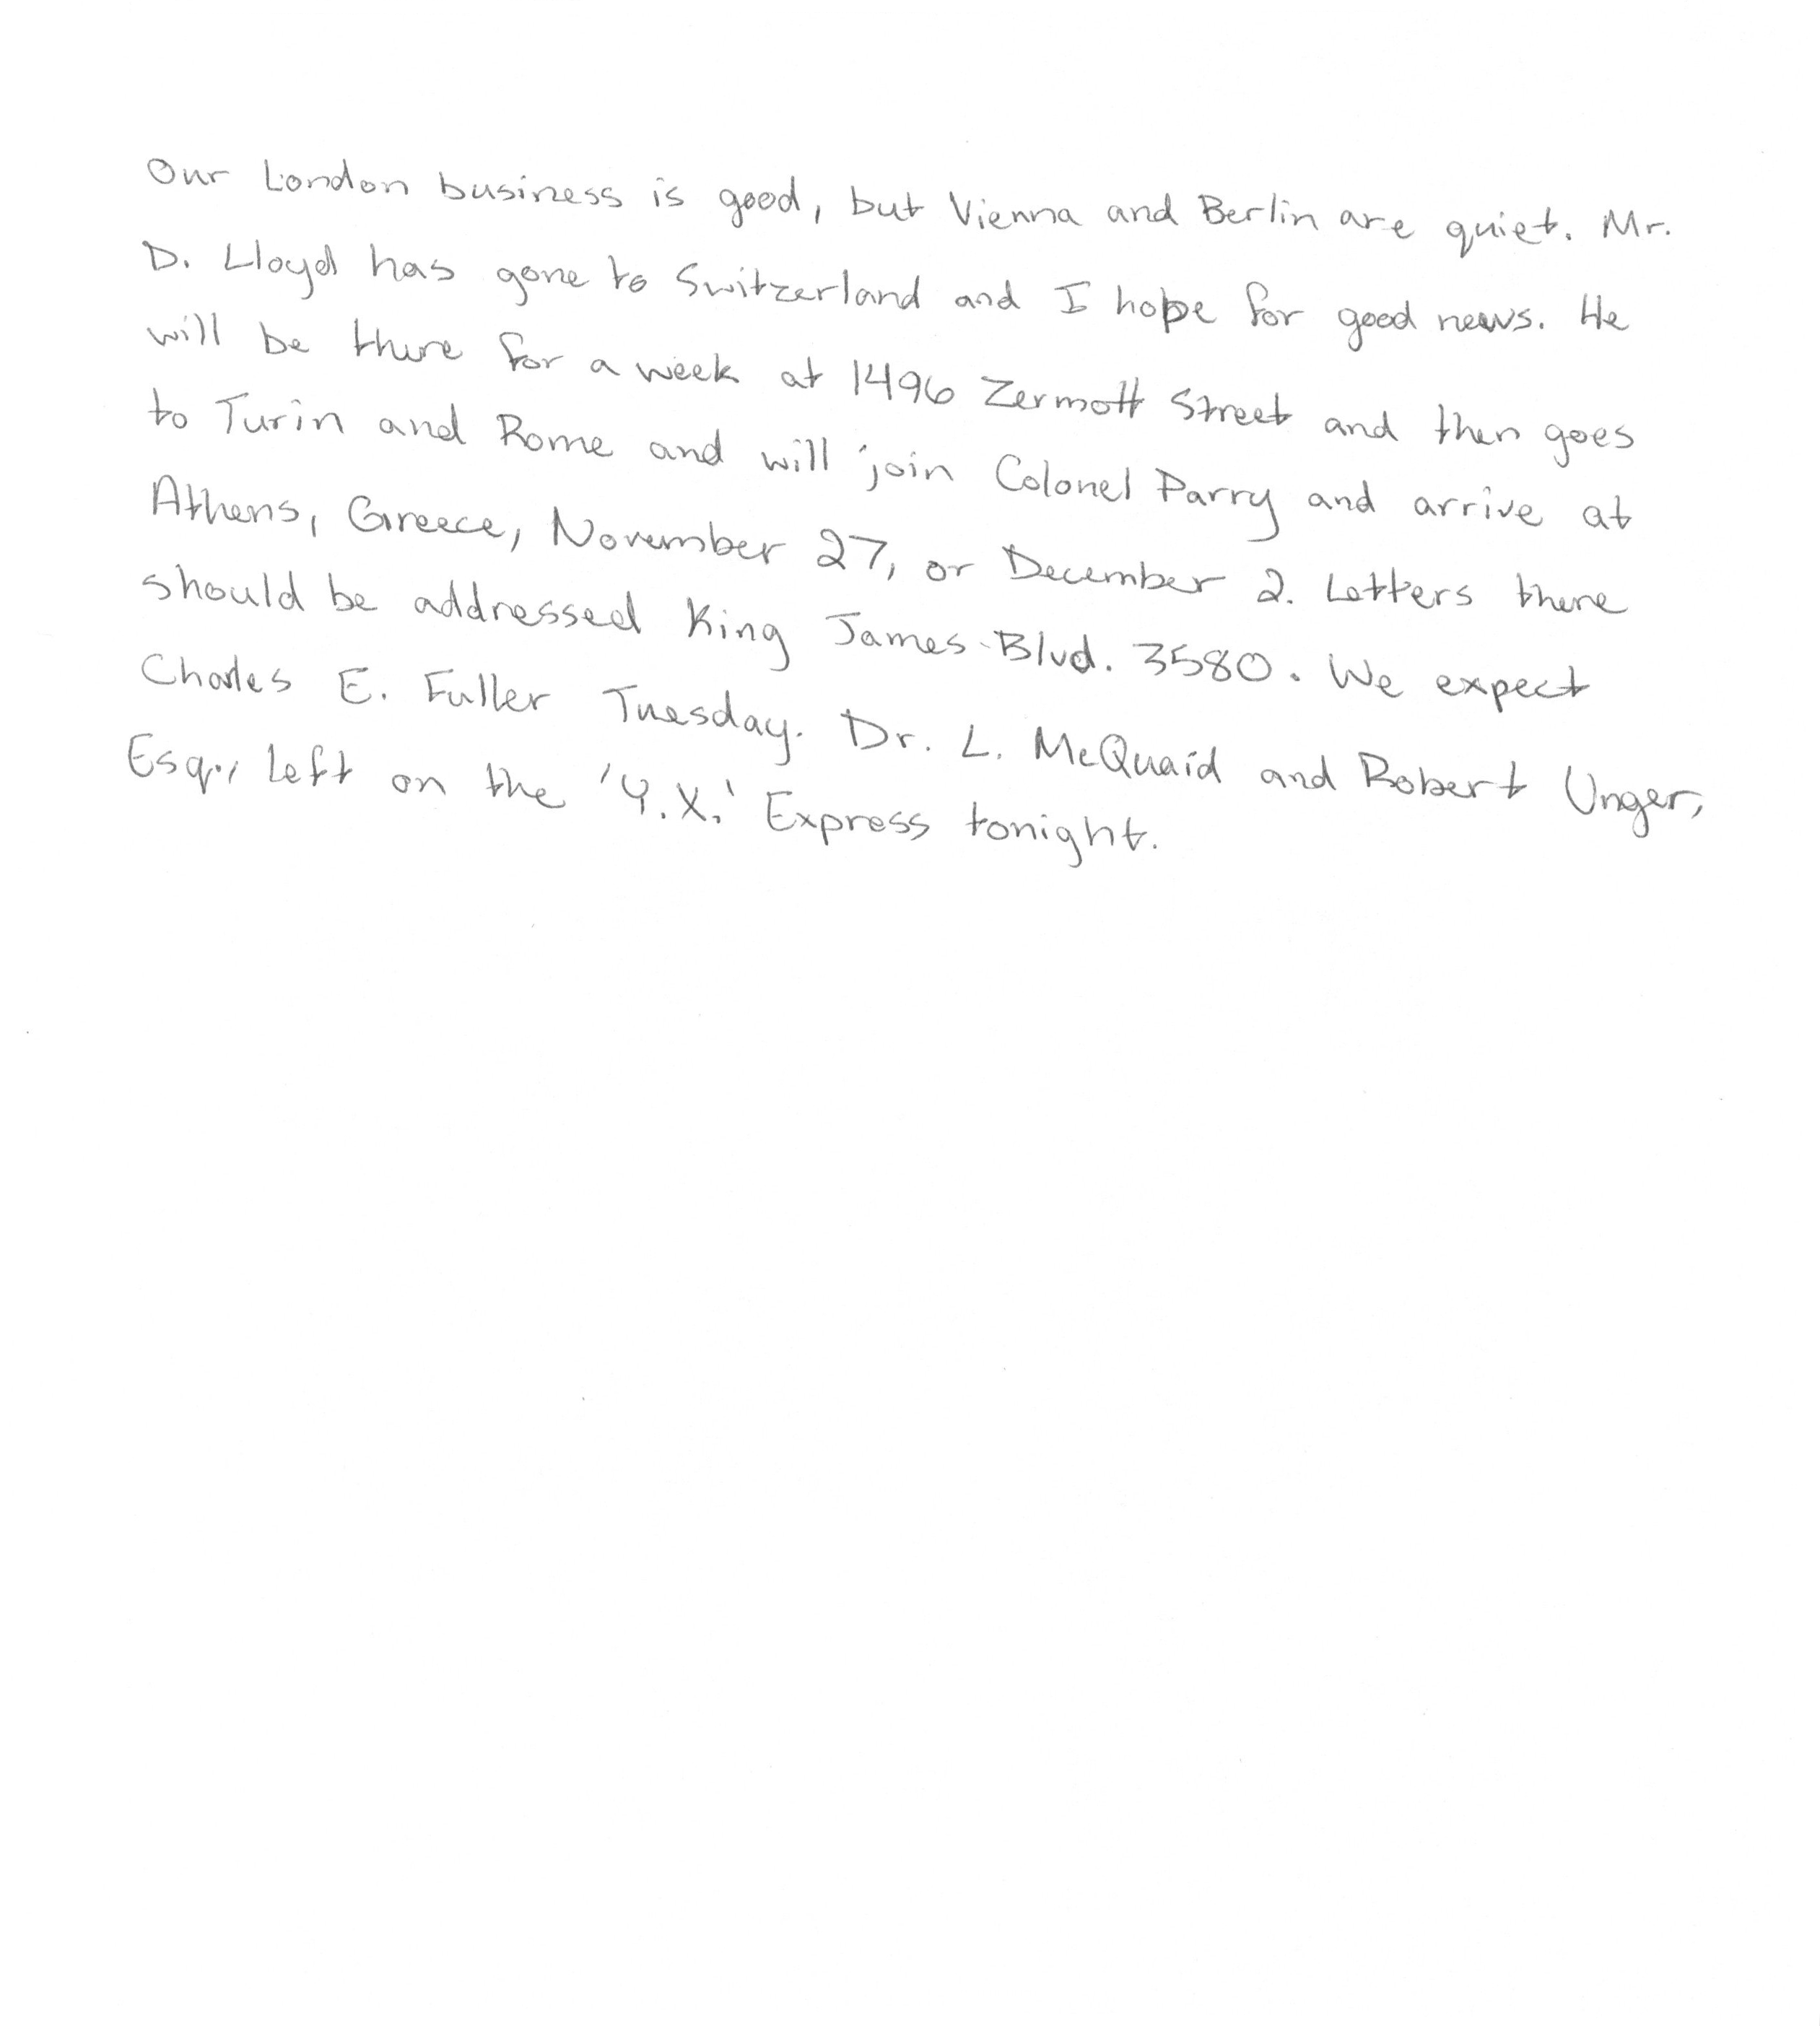 Our London business is good, but Vienna and Berlin are quiet. Mr.
D. Lloyd has gone to Switzerland and I hope for good news. He
will be there for a week at 1496 Zermott Street and then goes
to Turin and Rome and will join Colonel Parry and arrive at
Athens, Greece, November 27, or December 2. Letters there
should be addressed King James Blvd. 3580. We expect
Charles E. Fuller Tuesday. Dr. L. McQuaid and Robert Unger,
Esq., left on the 'Y.X.' Express tonight.